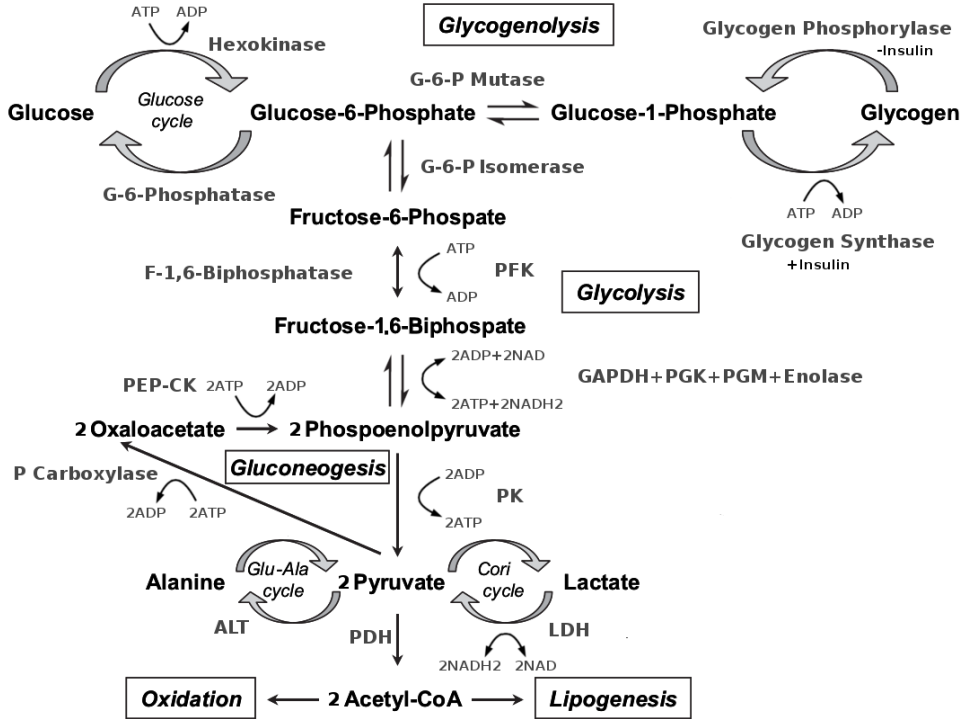 ATP ADP
Glycogenolysis
Hexokinase
Glycogen Phosphorylase
-Insulin
G-6-P Mutase
Glucose
Glucose
cycle
Glucose-6-Phosphate
Glucose-1-Phosphate
Glycogen
G-6-P Isomerase
G-6-Phosphatase
Fructose-6-Phospate
ATP ADP
Glycogen Synthase
+Insulin
ATP
F-1,6-Biphosphatase
PFK
ADP
Glycolysis
Fructose-1,6-Biphospate
2ADP+2NAD
GAPDH+PGK+PGM+Enolase
2ATP+2NADH2
PEP-CK 2ATP 2ADP
2 Oxaloacetate
2 Phospoenolpyruvate
P Carboxylase
Gluconeogesis
2ADP 2ATP
2ADP
PK
2ATP
Alanine
Glu-Ala
cycle
2 Pyruvate
Cori
cycle
Lactate
ALT
PDH
LDH
2NADH2 2NAD
Oxidation
2 Acetyl-CoA
Lipogenesis